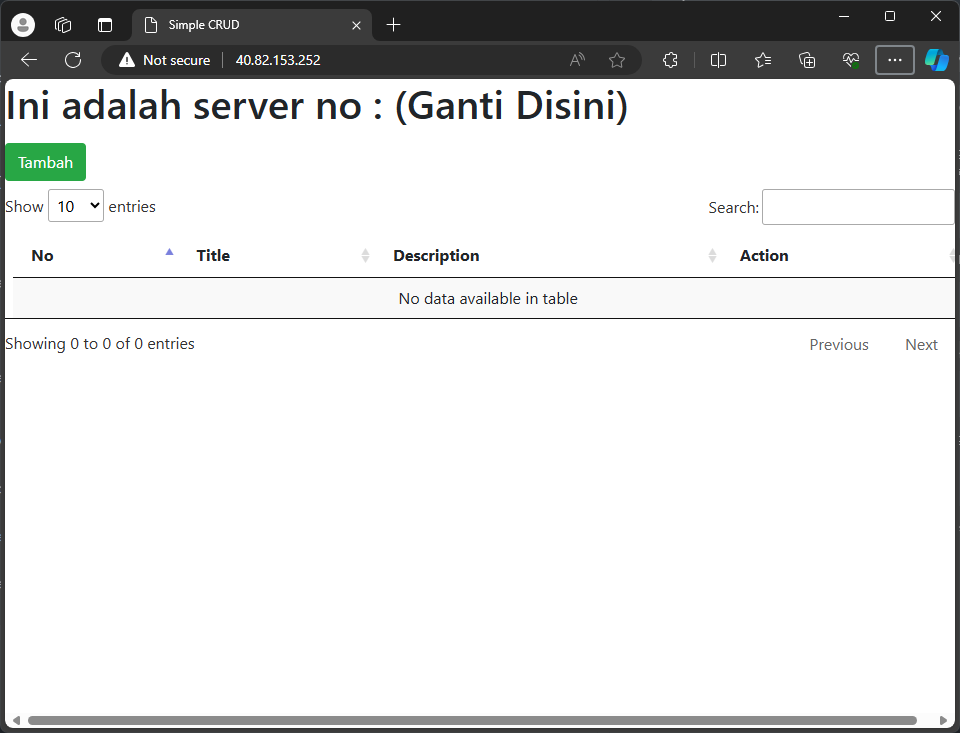 Simple CRUD
Not secure 40.82.153.252
Ini adalah server no : (Ganti Disini)
Tambah
Show 10 entries Search:
No Title Description Action
No data available in table
Showing 0 to 0 of 0 entries Previous Next